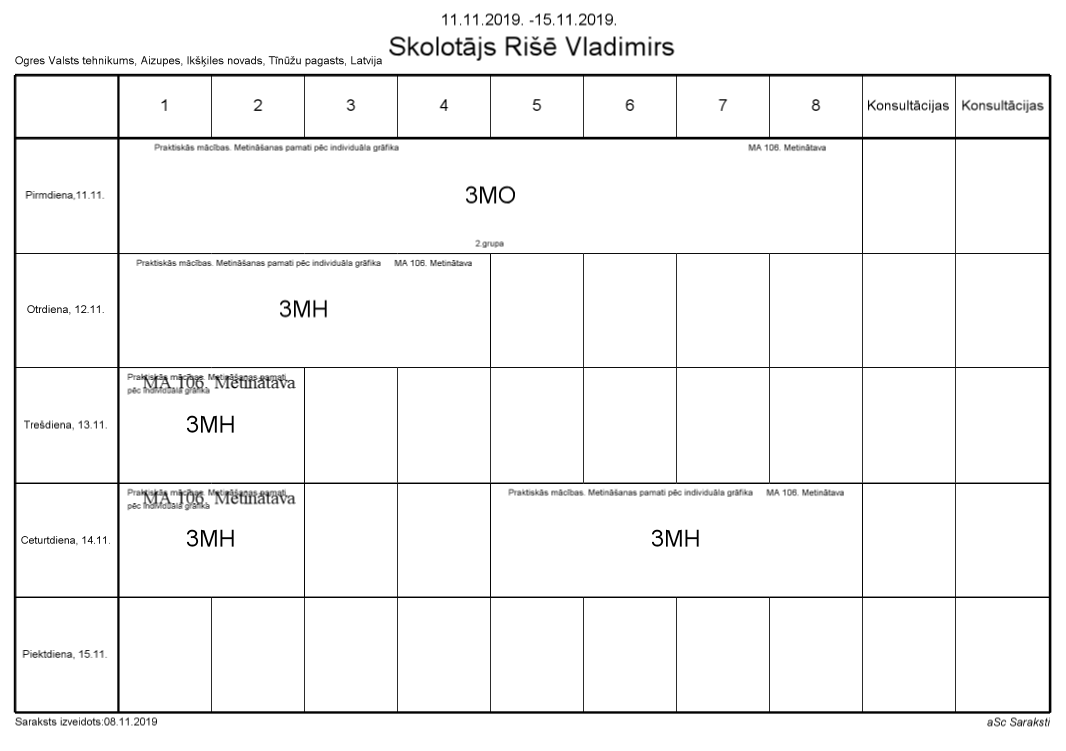 11.11.2019. -15.11.2019.
Skolotājs Rišē Vladimirs
Ogres Valsts tehnikums, Aizupes, Ikšķiles novads, Tīnūžu pagasts, Latvija
1 2 3 4 5 6 7 8 Konsultācijas Konsultācijas
Praktiskās mācības. Metināšanas pamati pēc individuāla grāfika MA 106. Metinātava
Pirmdiena,11.11. 3MO
2.grupa
Praktiskās mācības. Metināšanas pamati pēc individuāla grāfika MA 106. Metinātava
Otrdiena, 12.11. 3MH
Praktiskās mācības. Metināšanas pamati
MA 106. Metinātava
pēc individuāla grāfika
Trešdiena, 13.11. 3MH
Praktiskās mācības. Metināšanas pamati Praktiskās mācības. Metināšanas pamati pēc individuāla grāfika MA 106. Metinātava
MA 106. Metinātava
pēc individuāla grāfika
Ceturtdiena, 14.11. 3MH 3MH
Piektdiena, 15.11.
Saraksts izveidots:08.11.2019 aSc Saraksti